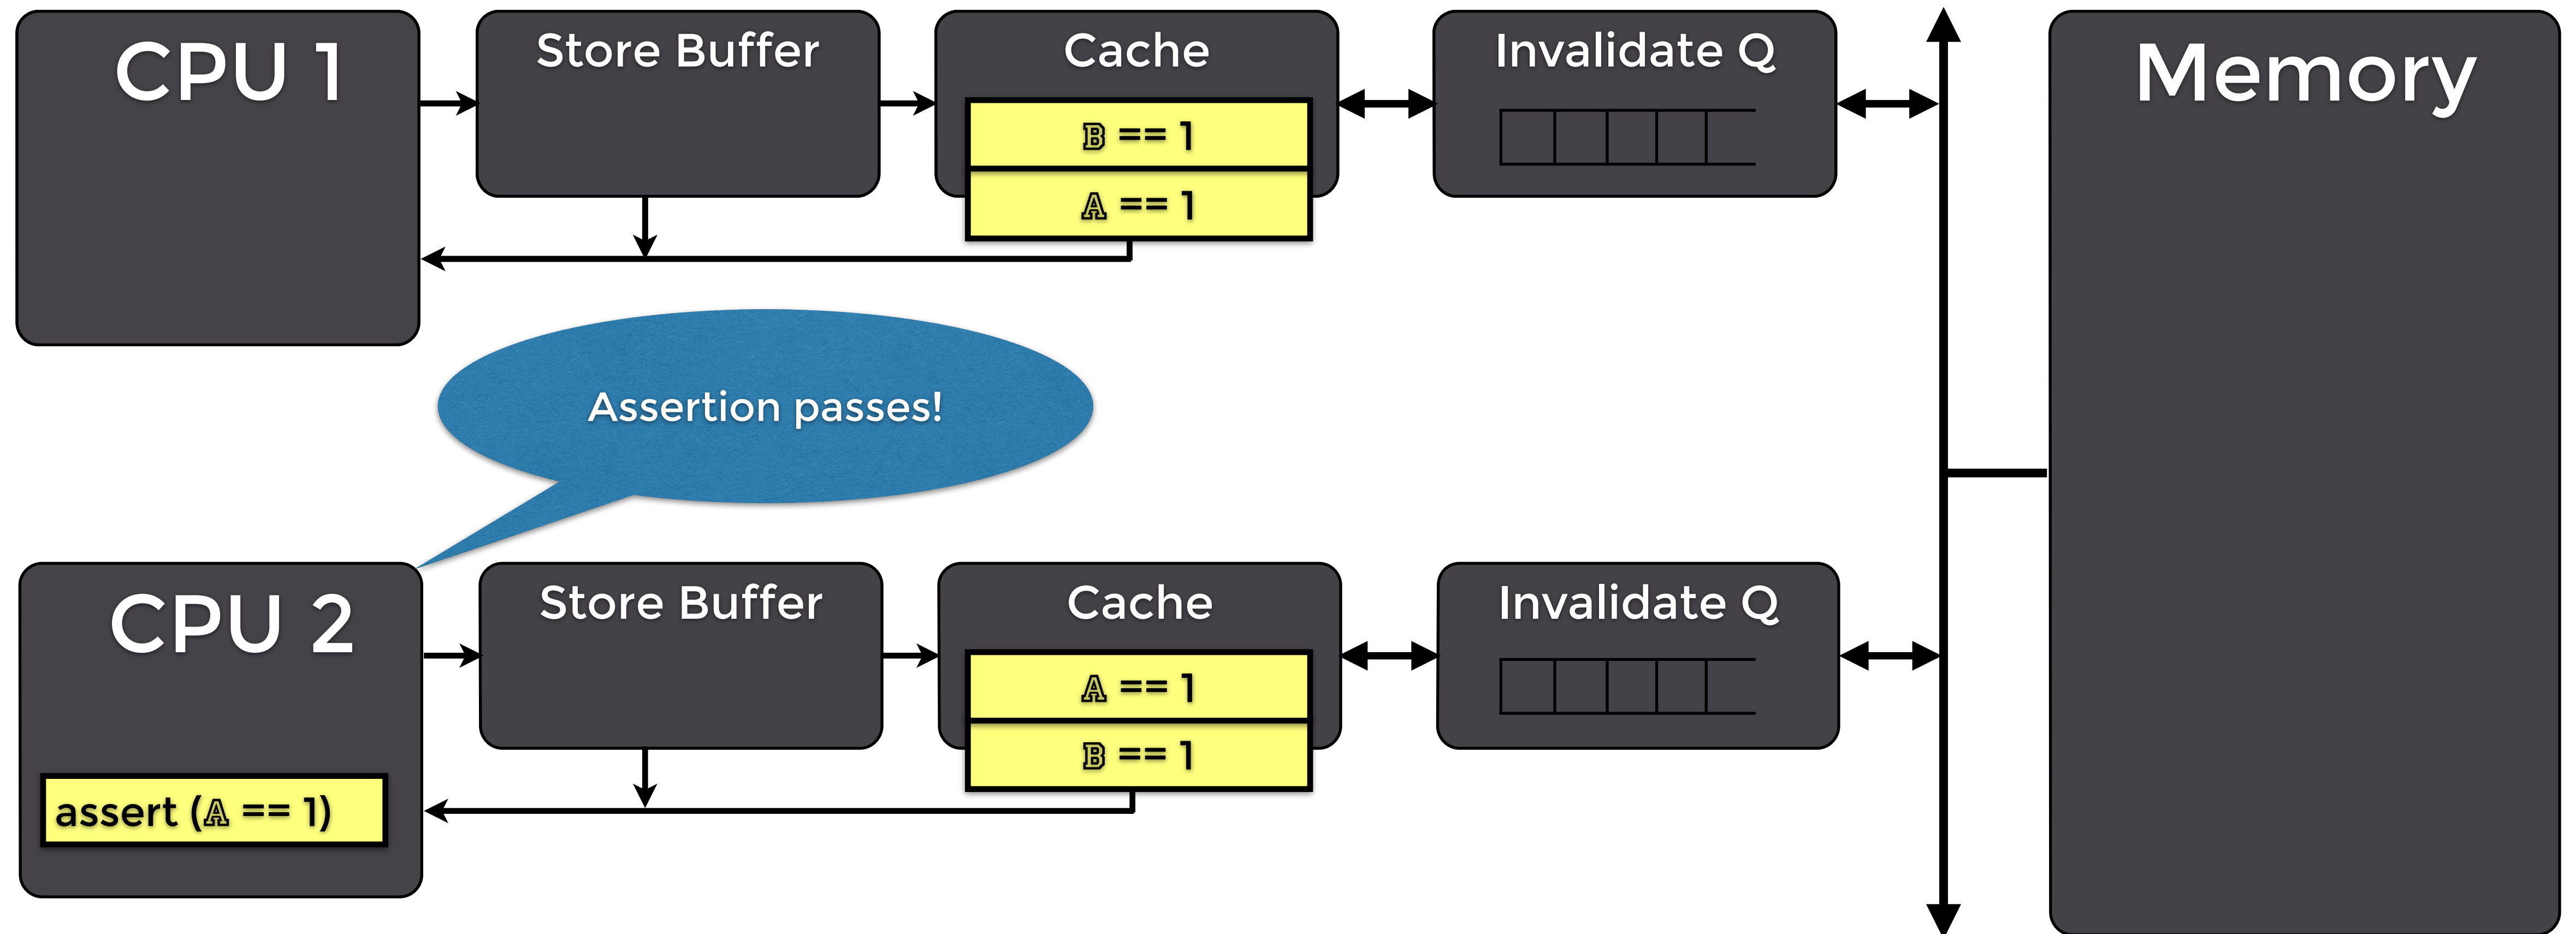 CPU 1
Store Buffer
Cache
Invalidate Q
Memory
B == 1
A == 1
Assertion passes!
CPU 2
Store Buffer
Cache
Invalidate Q
A == 1
B == 1
assert (A == 1)